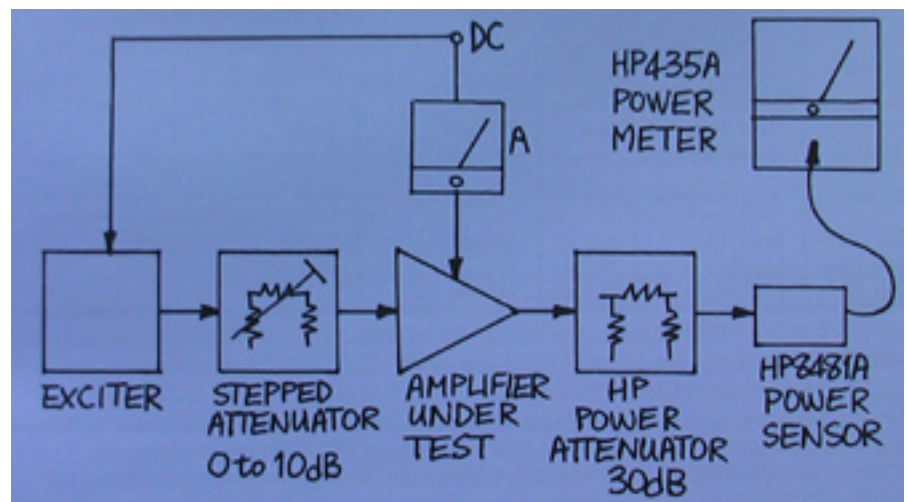 DC
HP435A
POWER
METER
A
EXCITER
STEPPED
ATTENUATOR
0 to 10dB
AMPLIFIER
UNDER
TEST
HP
POWER
ATTENUATOR
30dB
HP8481A
POWER
SENSOR